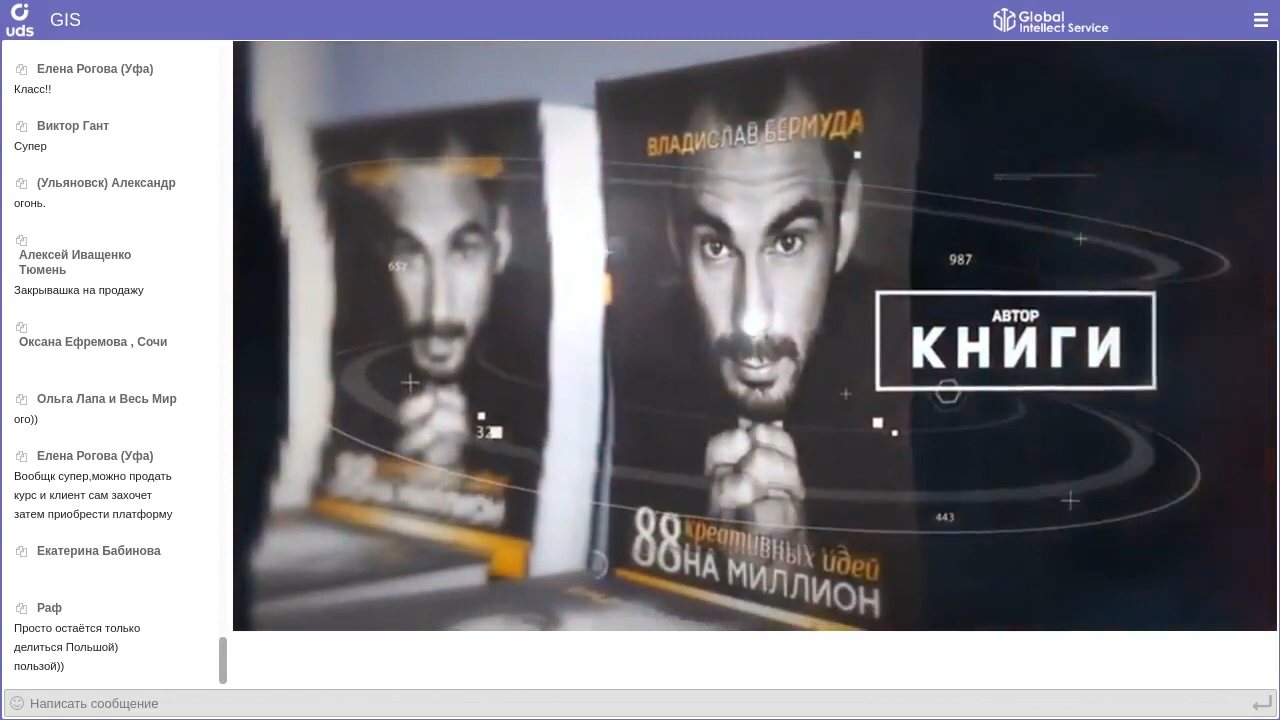 uds
GIS
Global
Intellect Service
Елена Рогова (Уфа)
Класс!!
Виктор Гант
Супер
(Ульяновск) Александр
огонь.
Алексей Иващенко
Тюмень
Закрывашка на продажу
Оксана Ефремова , Сочи
Ольга Лапа и Весь Мир
ого))
Елена Рогова (Уфа)
Вообщк супер,можно продать
курс и клиент сам захочет
затем приобрести платформу
Екатерина Бабинова
Раф
Просто остаётся только
делиться Польшой)
пользой))
Написать сообщение
ВЛАДИСЛАВ БЕРМУДА
657
987
АВТОР
КНИГИ
443
88 креативных идей
НА МИЛЛИОН